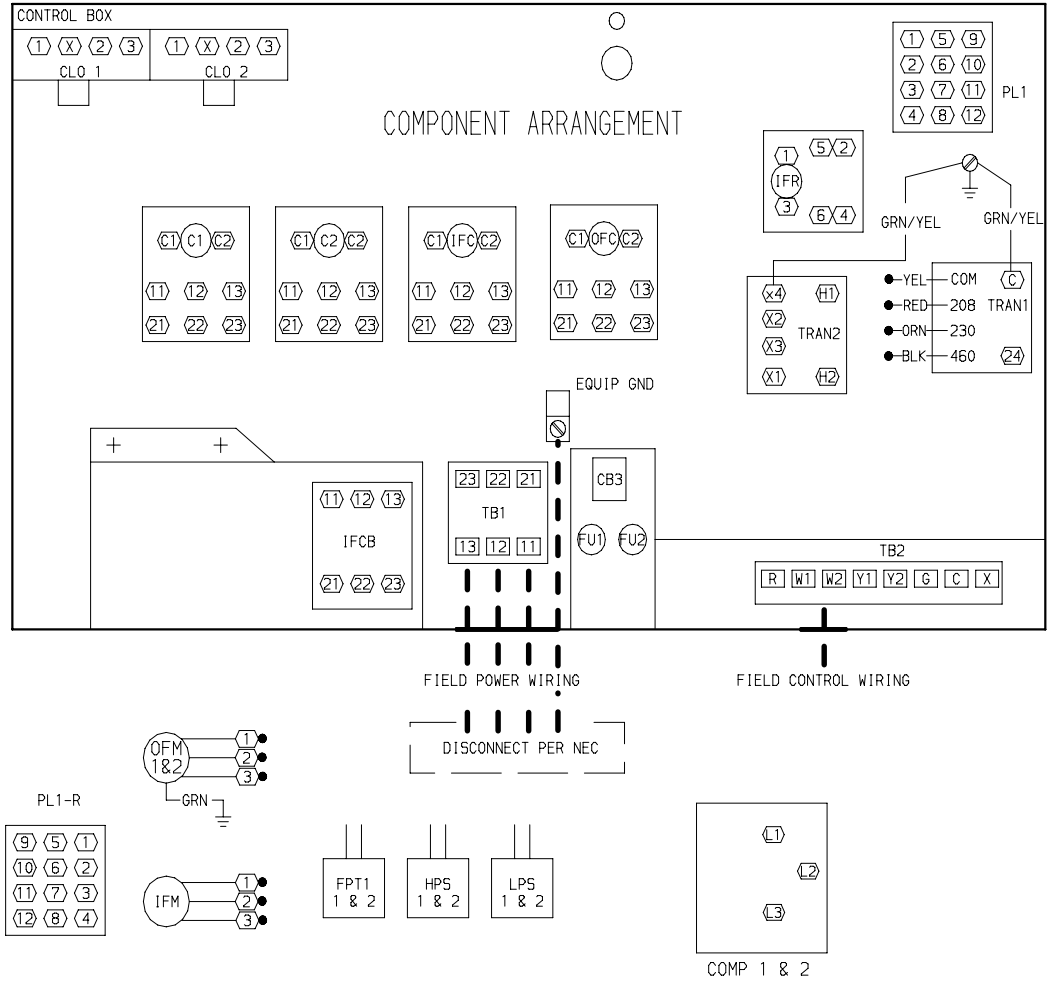 CONTROL BOX
1 X 2 3
1 X 2 3
CLO 1
CLO 2
COMPONENT ARRANGEMENT
1 5 9
2 6 10
3 7 11
4 8 12
PL1
1
5 2
IFR
3
6 4
GRN/YEL
GRN/YEL
C1 C1 C2
11 12 13
21 22 23
C1 C2 C2
11 12 13
21 22 23
C1 IFC C2
11 12 13
21 22 23
C1 OFC C2
11 12 13
21 22 23
x4 H1
X2
TRAN2
X3
X1 H2
YEL COM C
RED 208 TRAN1
ORN 230
BLK 460 24
EQUIP GND
+ +
11 12 13
IFCB
21 22 23
23 22 21
TB1
13 12 11
CB3
FU1 FU2
TB2
R W1 W2 Y1 Y2 G C X
FIELD POWER WIRING
FIELD CONTROL WIRING
DISCONNECT PER NEC
OFM
1&2
1
2
3
GRN
PL1-R
9 5 1
10 6 2
11 7 3
12 8 4
IFM
1
2
3
FPT1
1 & 2
HPS
1 & 2
LPS
1 & 2
L1
L2
L3
COMP 1 & 2